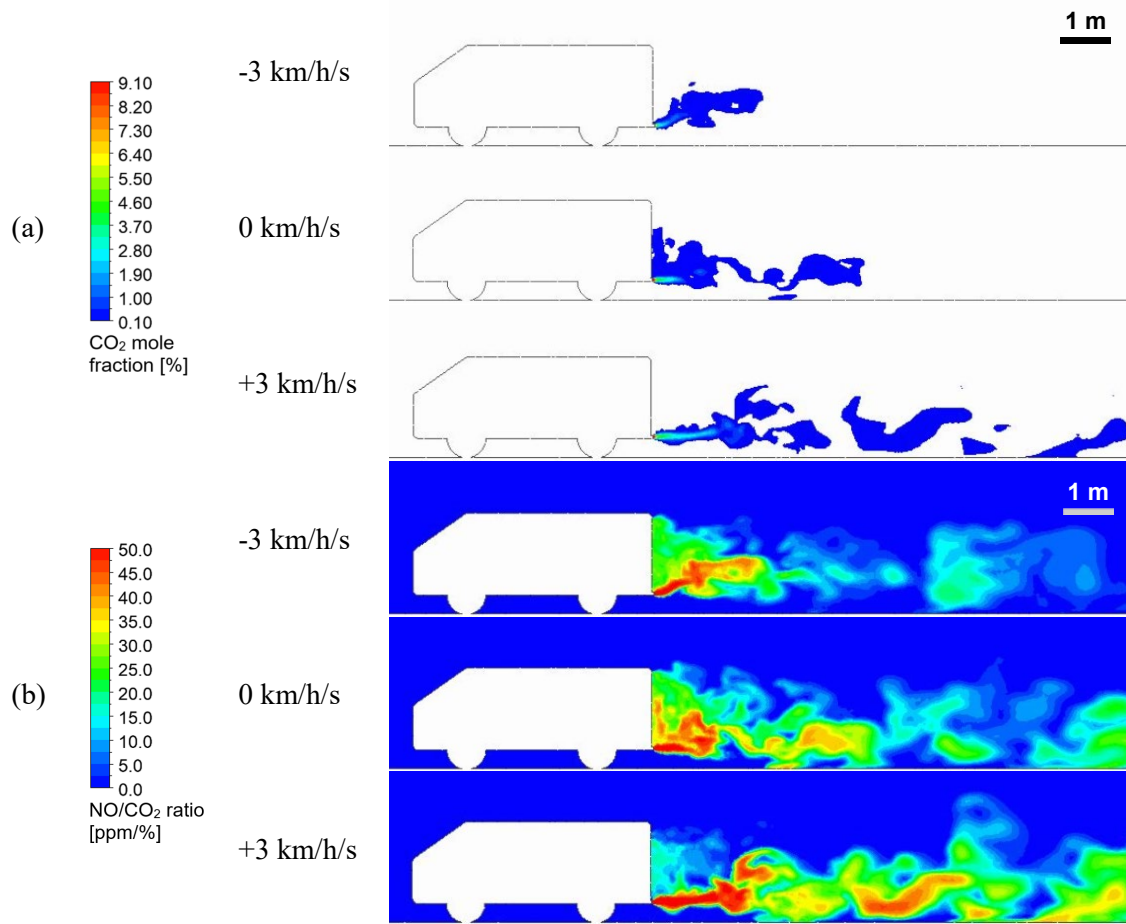 1 m
-3 km/h/s
9.10
8.20
7.30
6.40
5.50
4.60
3.70
2.80
1.90
1.00
0.10
CO₂ mole
fraction [%]
(a)
0 km/h/s
+3 km/h/s
1 m
-3 km/h/s
50.0
45.0
40.0
35.0
30.0
25.0
20.0
15.0
10.0
5.0
0.0
NO/CO₂ ratio
[ppm/%]
(b)
0 km/h/s
+3 km/h/s